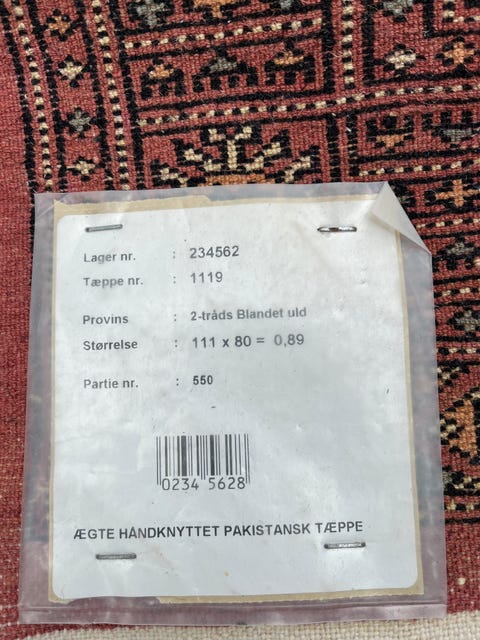 Lager nr. : 234562
Tæppe nr. : 1119
Provins : 2-tråds Blandet uld
Størrelse : 111 x 80 = 0,89
Partie nr. : 550
0234 5628
ÆGTE HÅNDKNYTTET PAKISTANSK TÆPPE